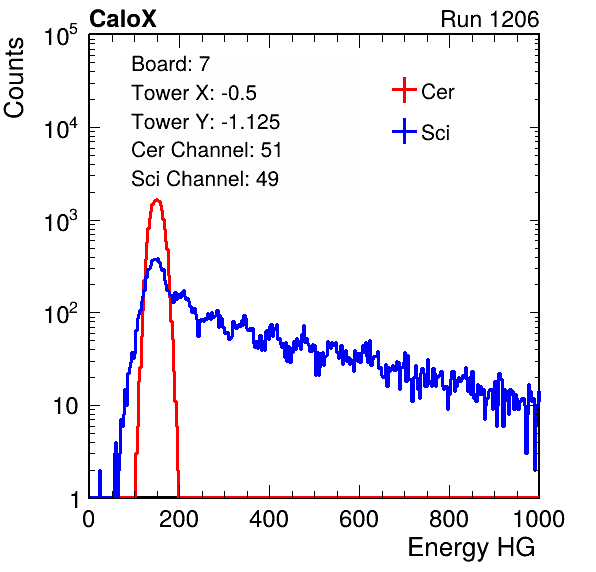 CaloX Run 1206
Counts
10^5
10^4
10^3
10^2
10
1
Board: 7
Tower X: -0.5
Tower Y: -1.125
Cer Channel: 51
Sci Channel: 49
Cer
Sci
0 200 400 600 800 1000
Energy HG